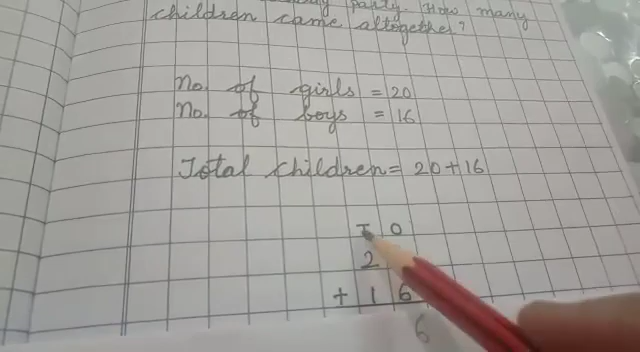 party. How many
children came altogether?
No. of girls = 20
No. of boys = 16
Total children = 20+16
T O
2
+ 1 6
6